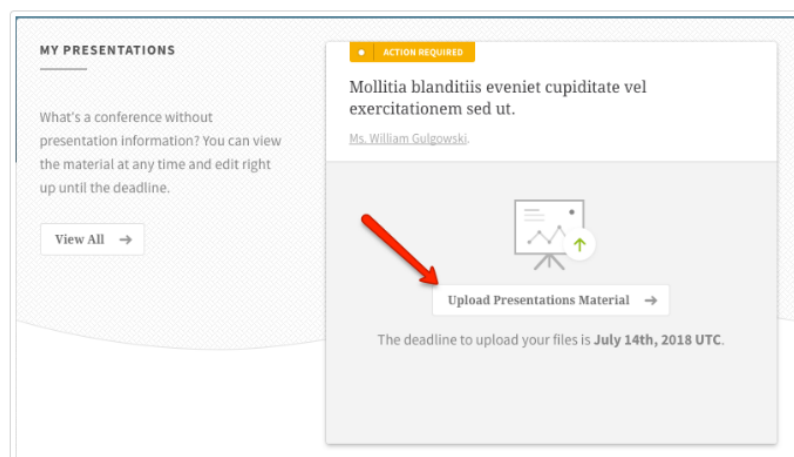 MY PRESENTATIONS
What's a conference without
presentation information? You can view
the material at any time and edit right
up until the deadline.
View All
ACTION REQUIRED
Mollitia blanditiis eveniet cupiditate vel
exercitationem sed ut.
Ms. William Gulgowski.
Upload Presentations Material
The deadline to upload your files is July 14th, 2018 UTC.